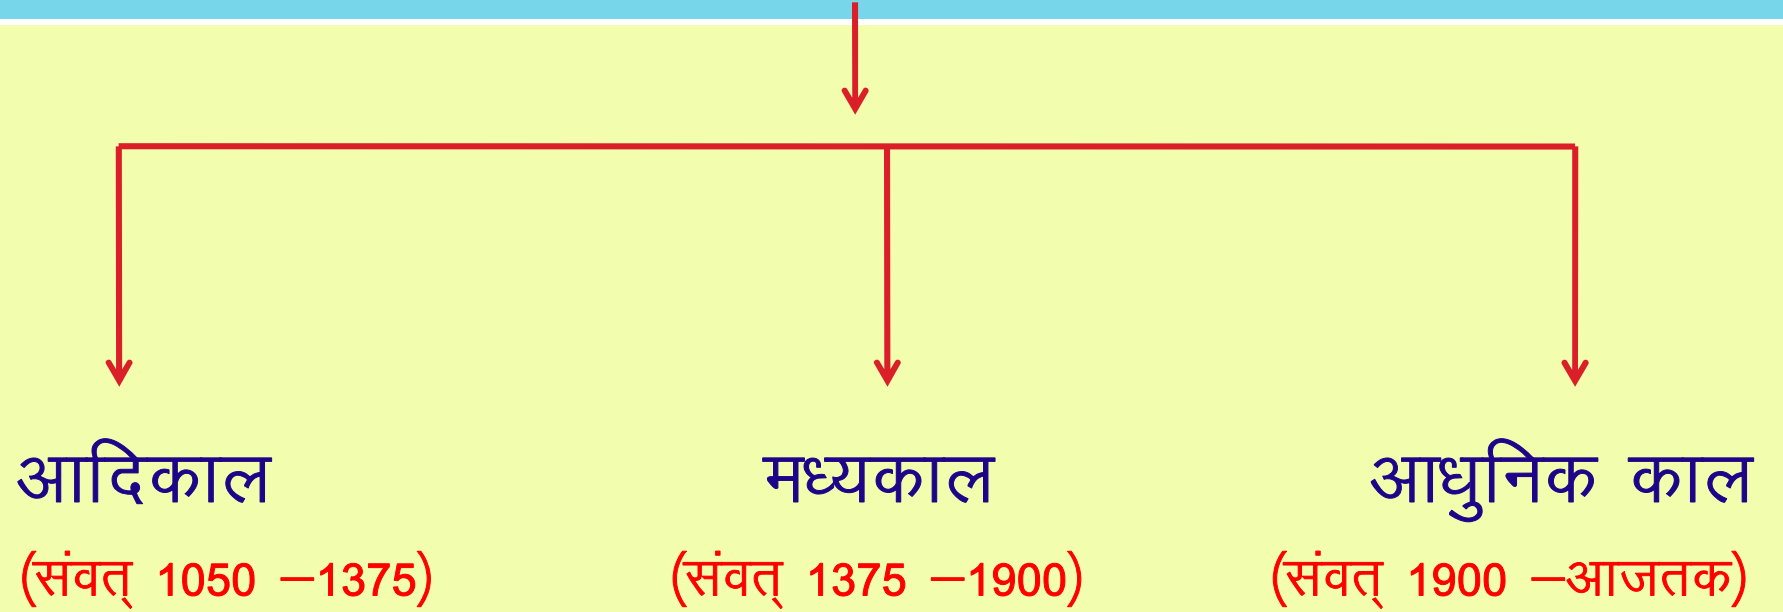 आदिकाल मध्यकाल आधुनिक काल
(संवत् 1050 –1375) (संवत् 1375 –1900) (संवत् 1900 –आजतक)